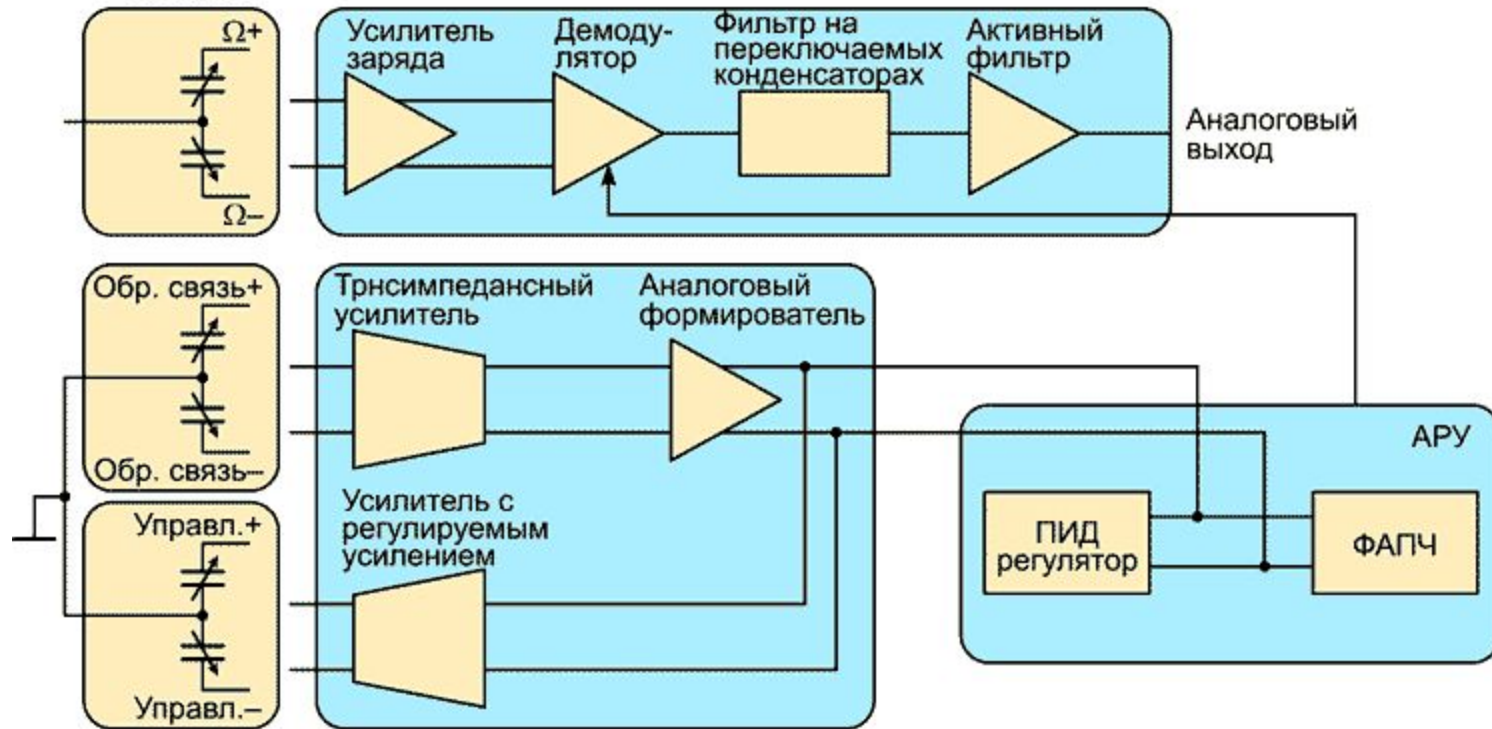 Ω+
Ω–
Усилитель
заряда
Демоду-
лятор
Фильтр на
переключаемых
конденсаторах
Активный
фильтр
Аналоговый
выход
Обр. связь+
Обр. связь–
Трнсимпедансный
усилитель
Аналоговый
формирователь
Управл.+
Управл.–
Усилитель с
регулируемым
усилением
АРУ
ПИД
регулятор
ФАПЧ